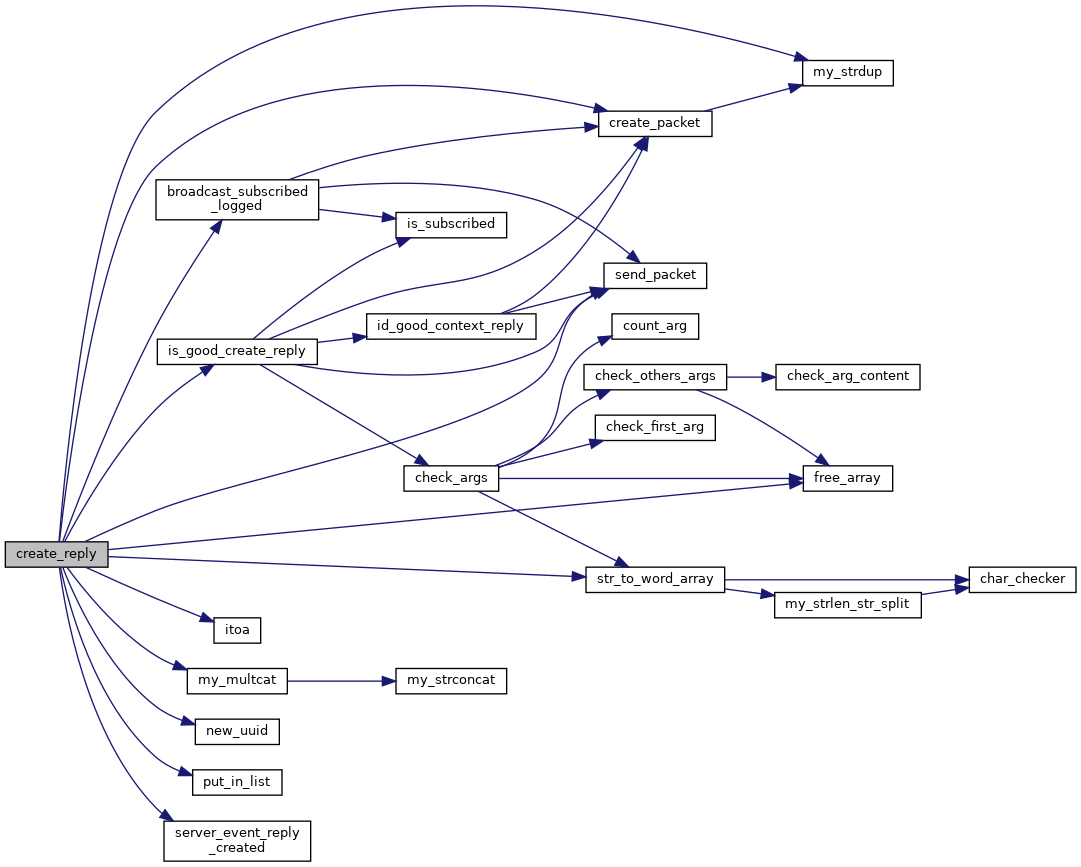 my_strdup
create_packet
broadcast_subscribed
_logged
is_subscribed
send_packet
id_good_context_reply
count_arg
is_good_create_reply
check_others_args
check_arg_content
check_first_arg
check_args
free_array
create_reply
str_to_word_array
char_checker
my_strlen_str_split
itoa
my_multcat
my_strconcat
new_uuid
put_in_list
server_event_reply
_created